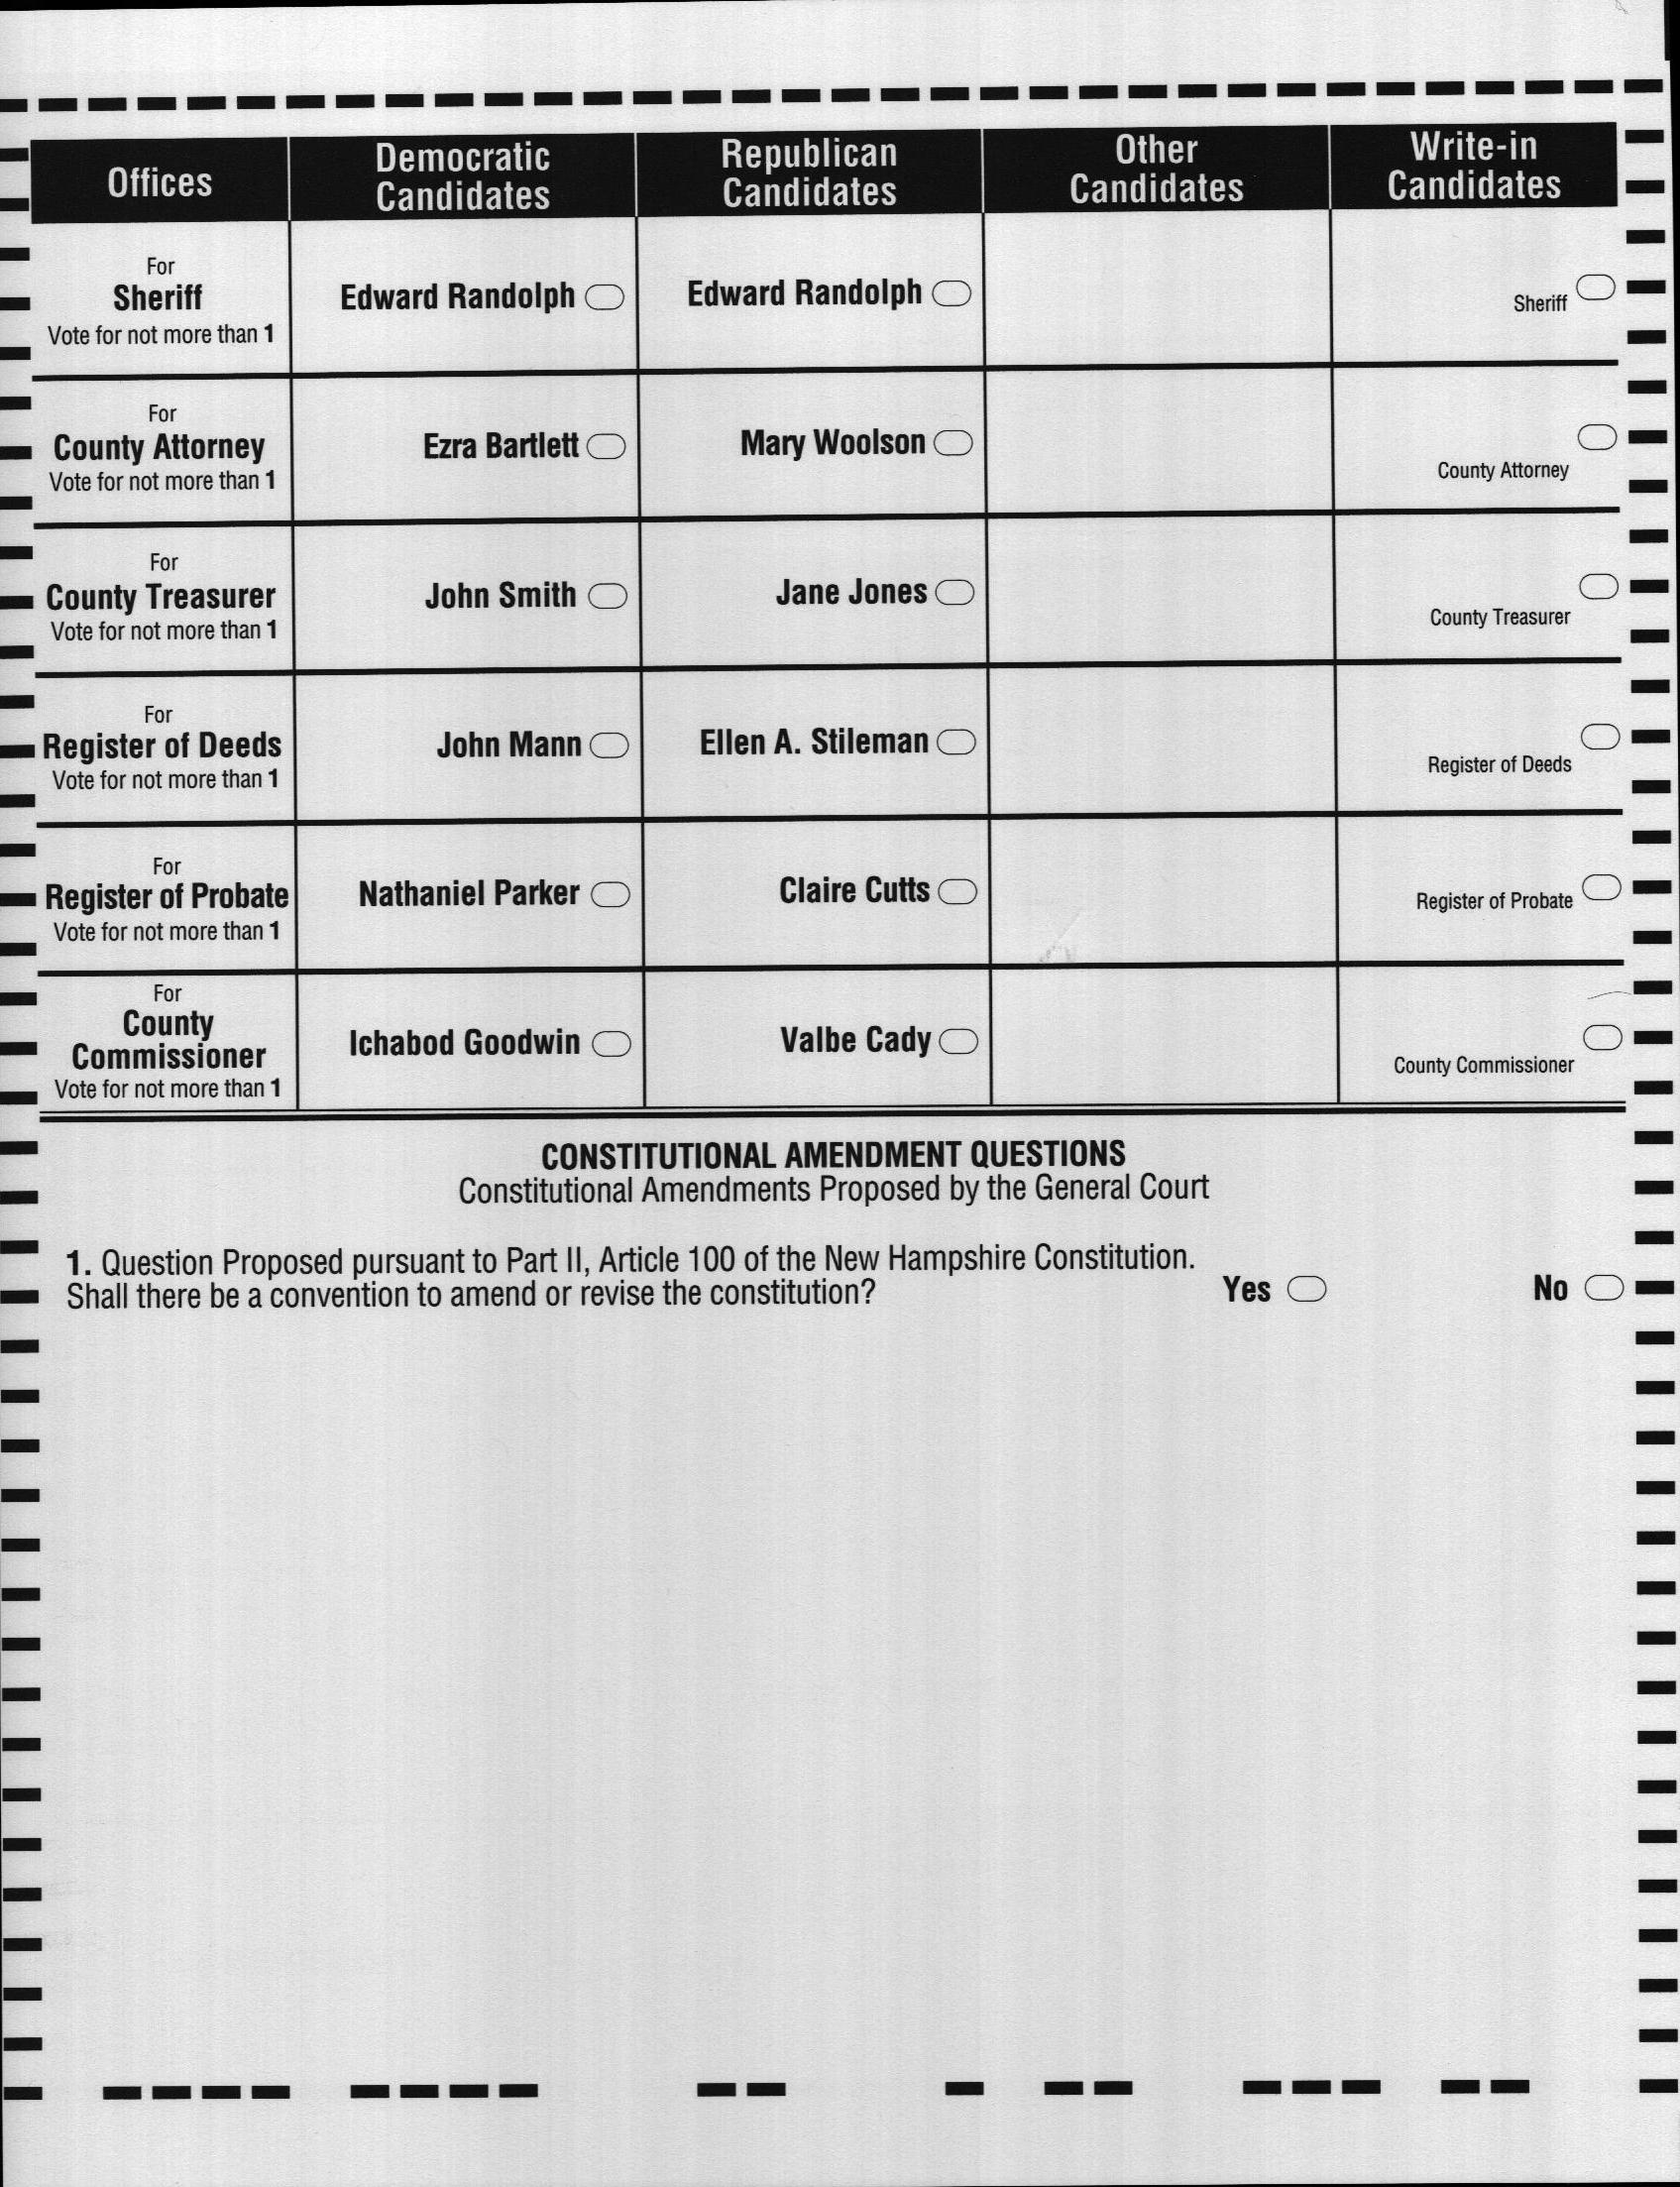 Offices
Democratic
Candidates
Republican
Candidates
Other
Candidates
Write-in
Candidates
For
Sheriff
Vote for not more than 1
Edward Randolph
Edward Randolph
Sheriff
For
County Attorney
Vote for not more than 1
Ezra Bartlett
Mary Woolson
County Attorney
For
County Treasurer
Vote for not more than 1
John Smith
Jane Jones
County Treasurer
For
Register of Deeds
Vote for not more than 1
John Mann
Ellen A. Stileman
Register of Deeds
For
Register of Probate
Vote for not more than 1
Nathaniel Parker
Claire Cutts
Register of Probate
For
County
Commissioner
Vote for not more than 1
Ichabod Goodwin
Valbe Cady
County Commissioner
CONSTITUTIONAL AMENDMENT QUESTIONS
Constitutional Amendments Proposed by the General Court
1. Question Proposed pursuant to Part II, Article 100 of the New Hampshire Constitution.
Shall there be a convention to amend or revise the constitution? Yes No